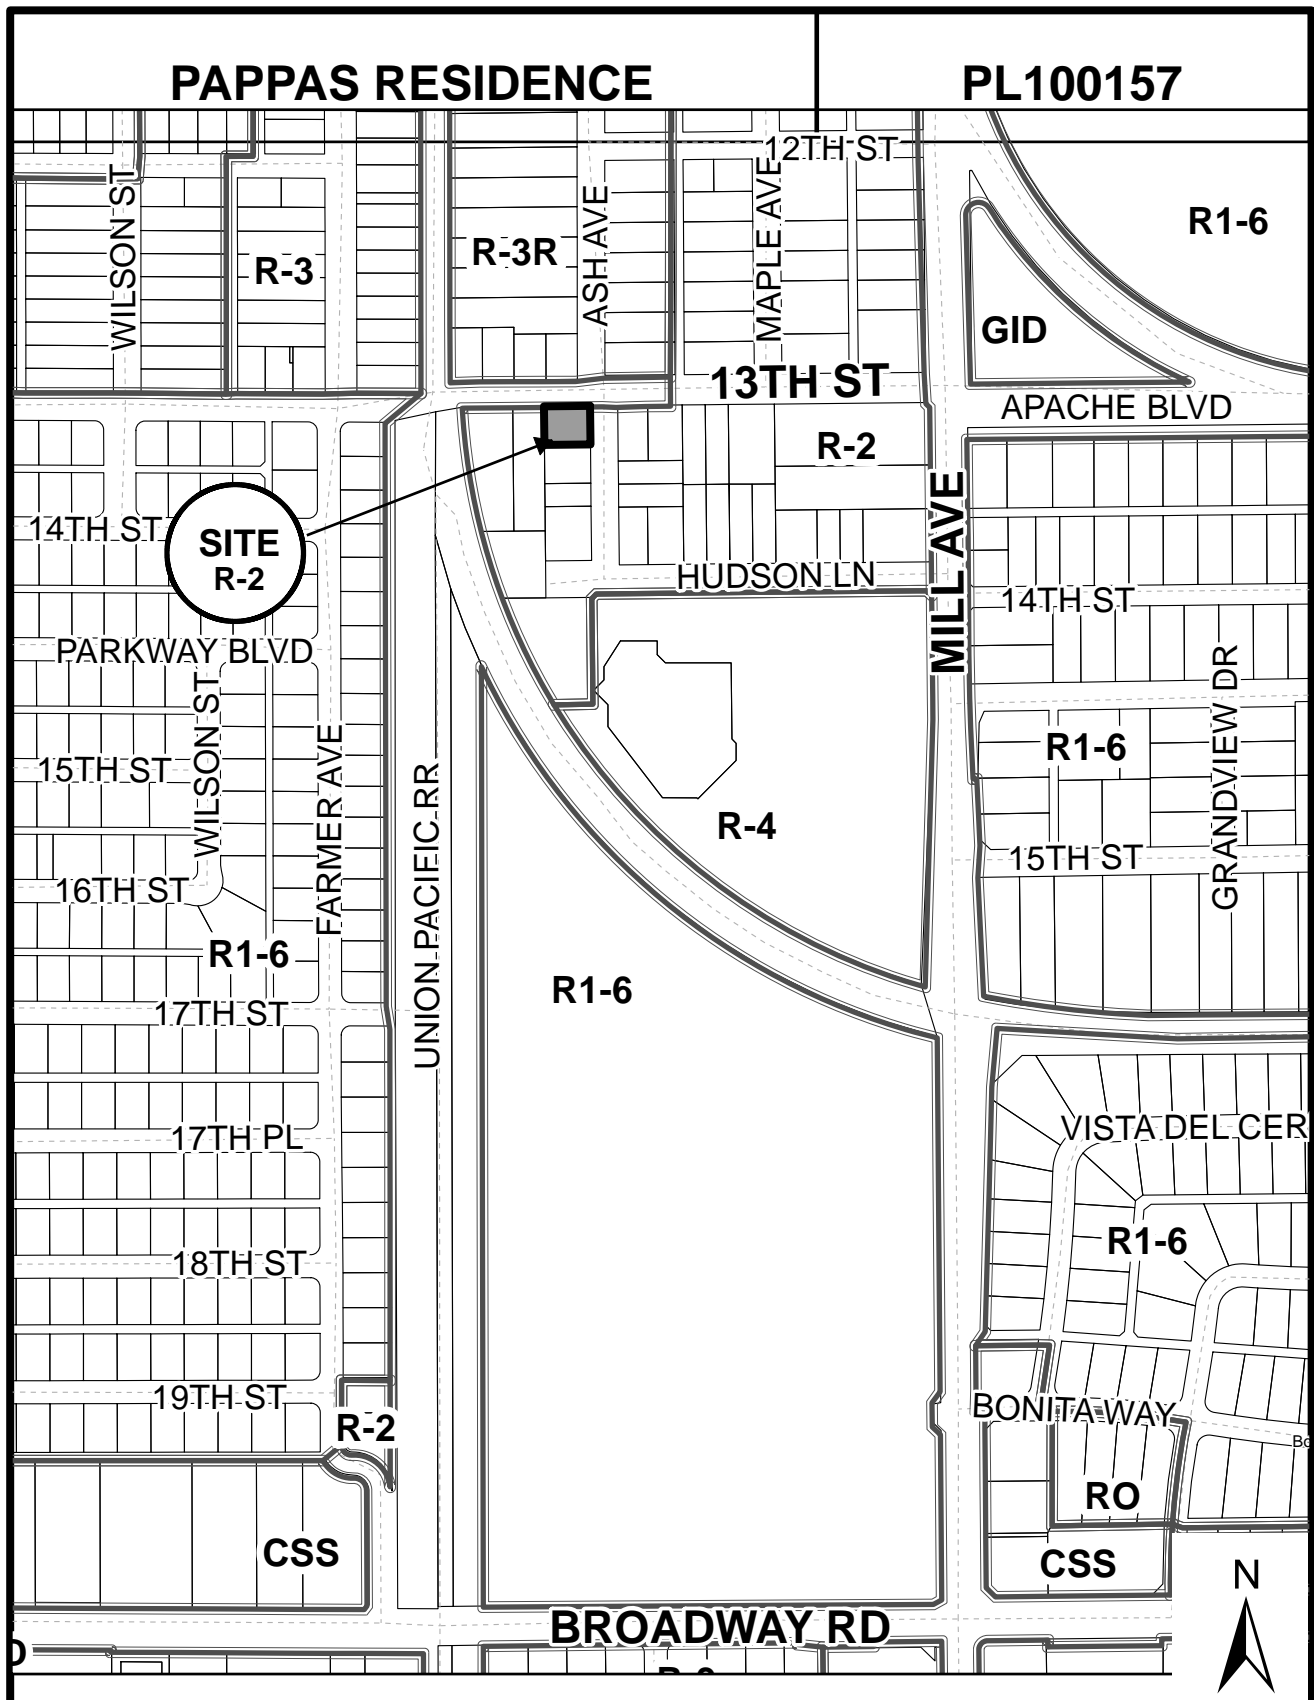 PAPPAS RESIDENCE
PL100157
12TH ST
WILSON ST
MAPLE AVE
ASH AVE
R1-6
R-3R
R-3
GID
13TH ST
APACHE BLVD
R-2
MILL AVE
14TH ST
SITE
R-2
HUDSON LN
14TH ST
PARKWAY BLVD
WILSON ST
GRANDVIEW DR
R1-6
15TH ST
FARMER AVE
UNION PACIFIC RR
R-4
15TH ST
16TH ST
R1-6
R1-6
17TH ST
VISTA DEL CER
17TH PL
R1-6
18TH ST
19TH ST
BONITA WAY
R-2
RO
CSS
CSS
N
BROADWAY RD